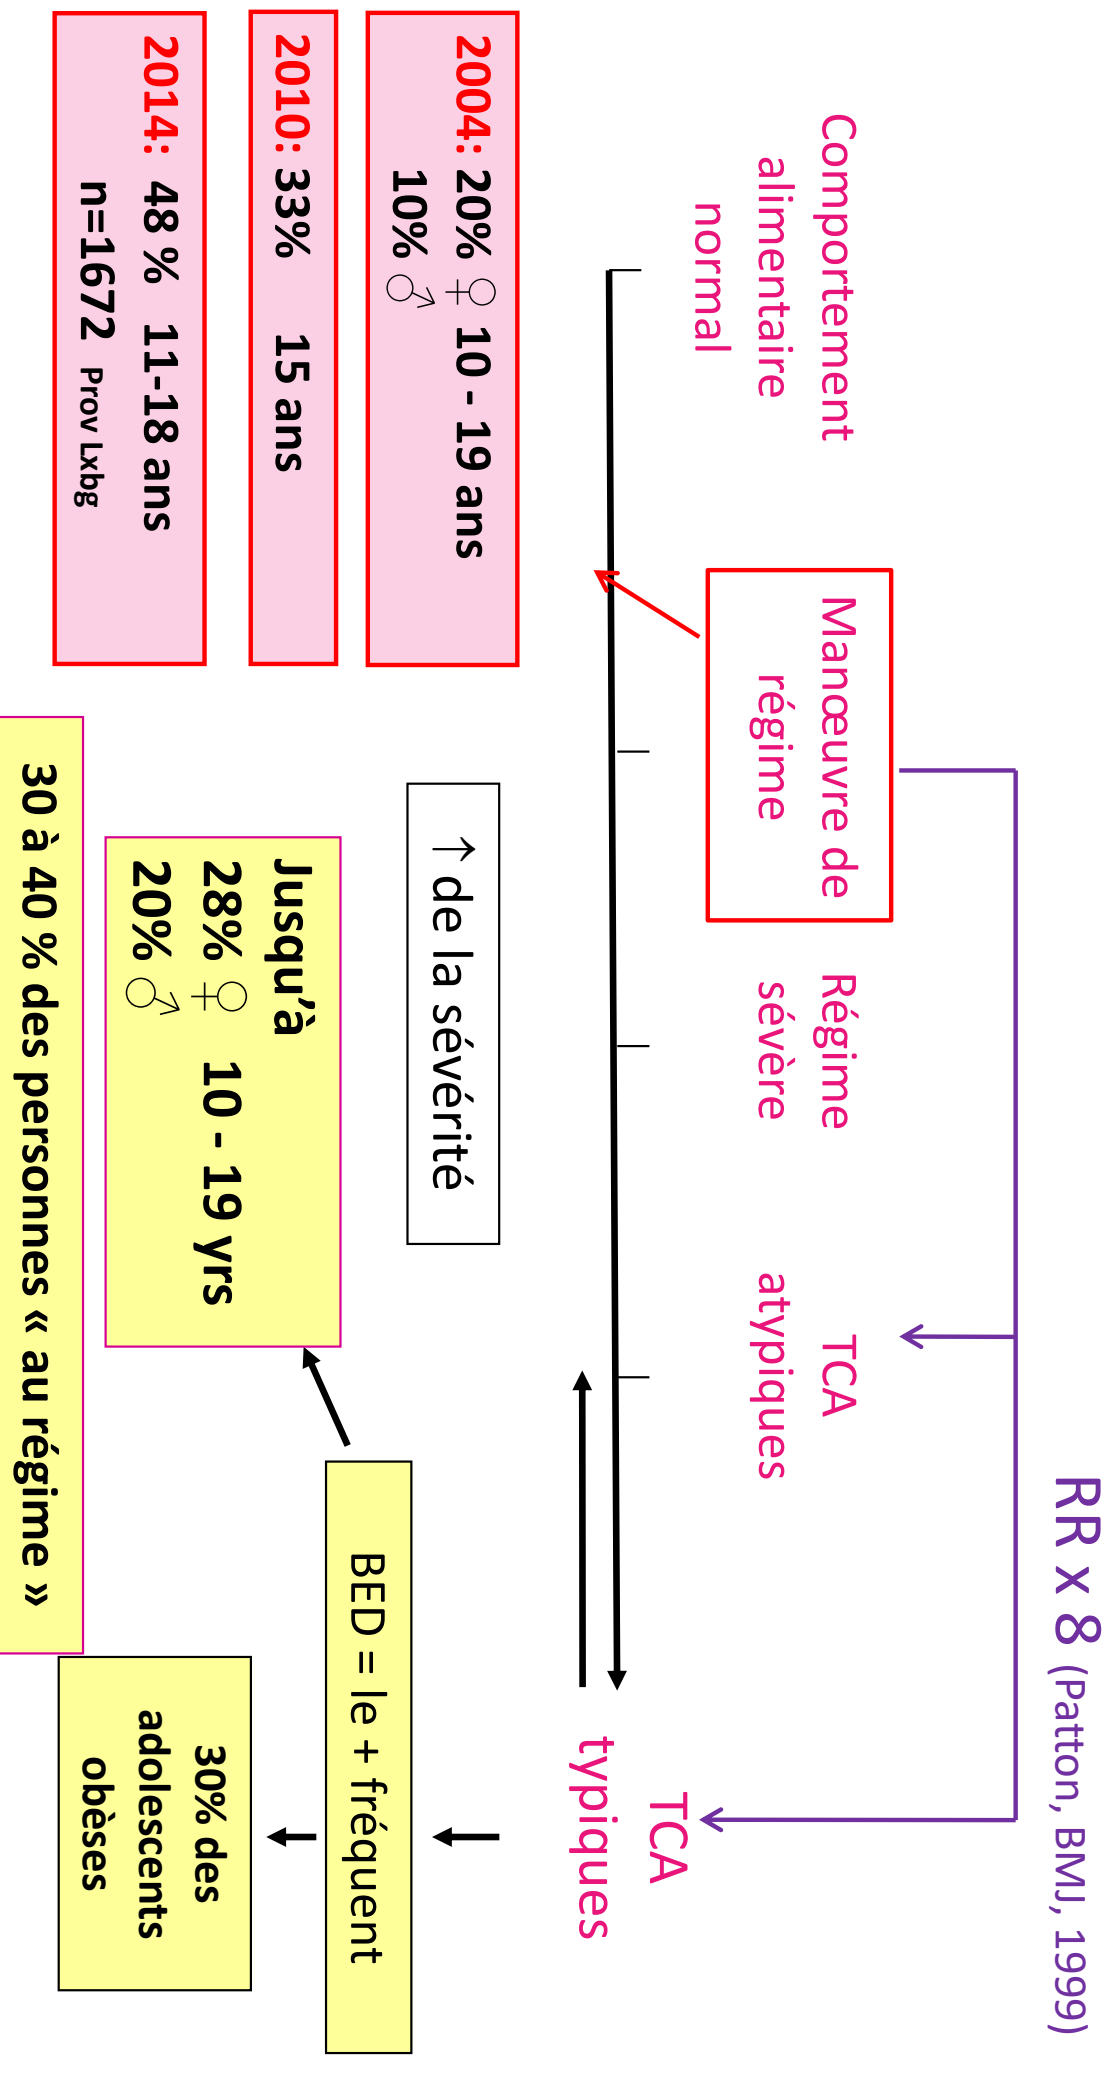 RR x 8 (Patton, BMJ, 1999)
Comportement
alimentaire
normal
Manœuvre de
régime
Régime
sévère
TCA
atypiques
TCA
typiques
2004: 20% ♀ 10 - 19 ans
10% ♂
2010: 33% 15 ans
2014: 48 % 11-18 ans
n=1672 Prov Lxbg
↑ de la sévérité
Jusqu’à
28% ♀ 10 - 19 yrs
20% ♂
30 à 40 % des personnes « au régime »
BED = le + fréquent
30% des
adolescents
obèses